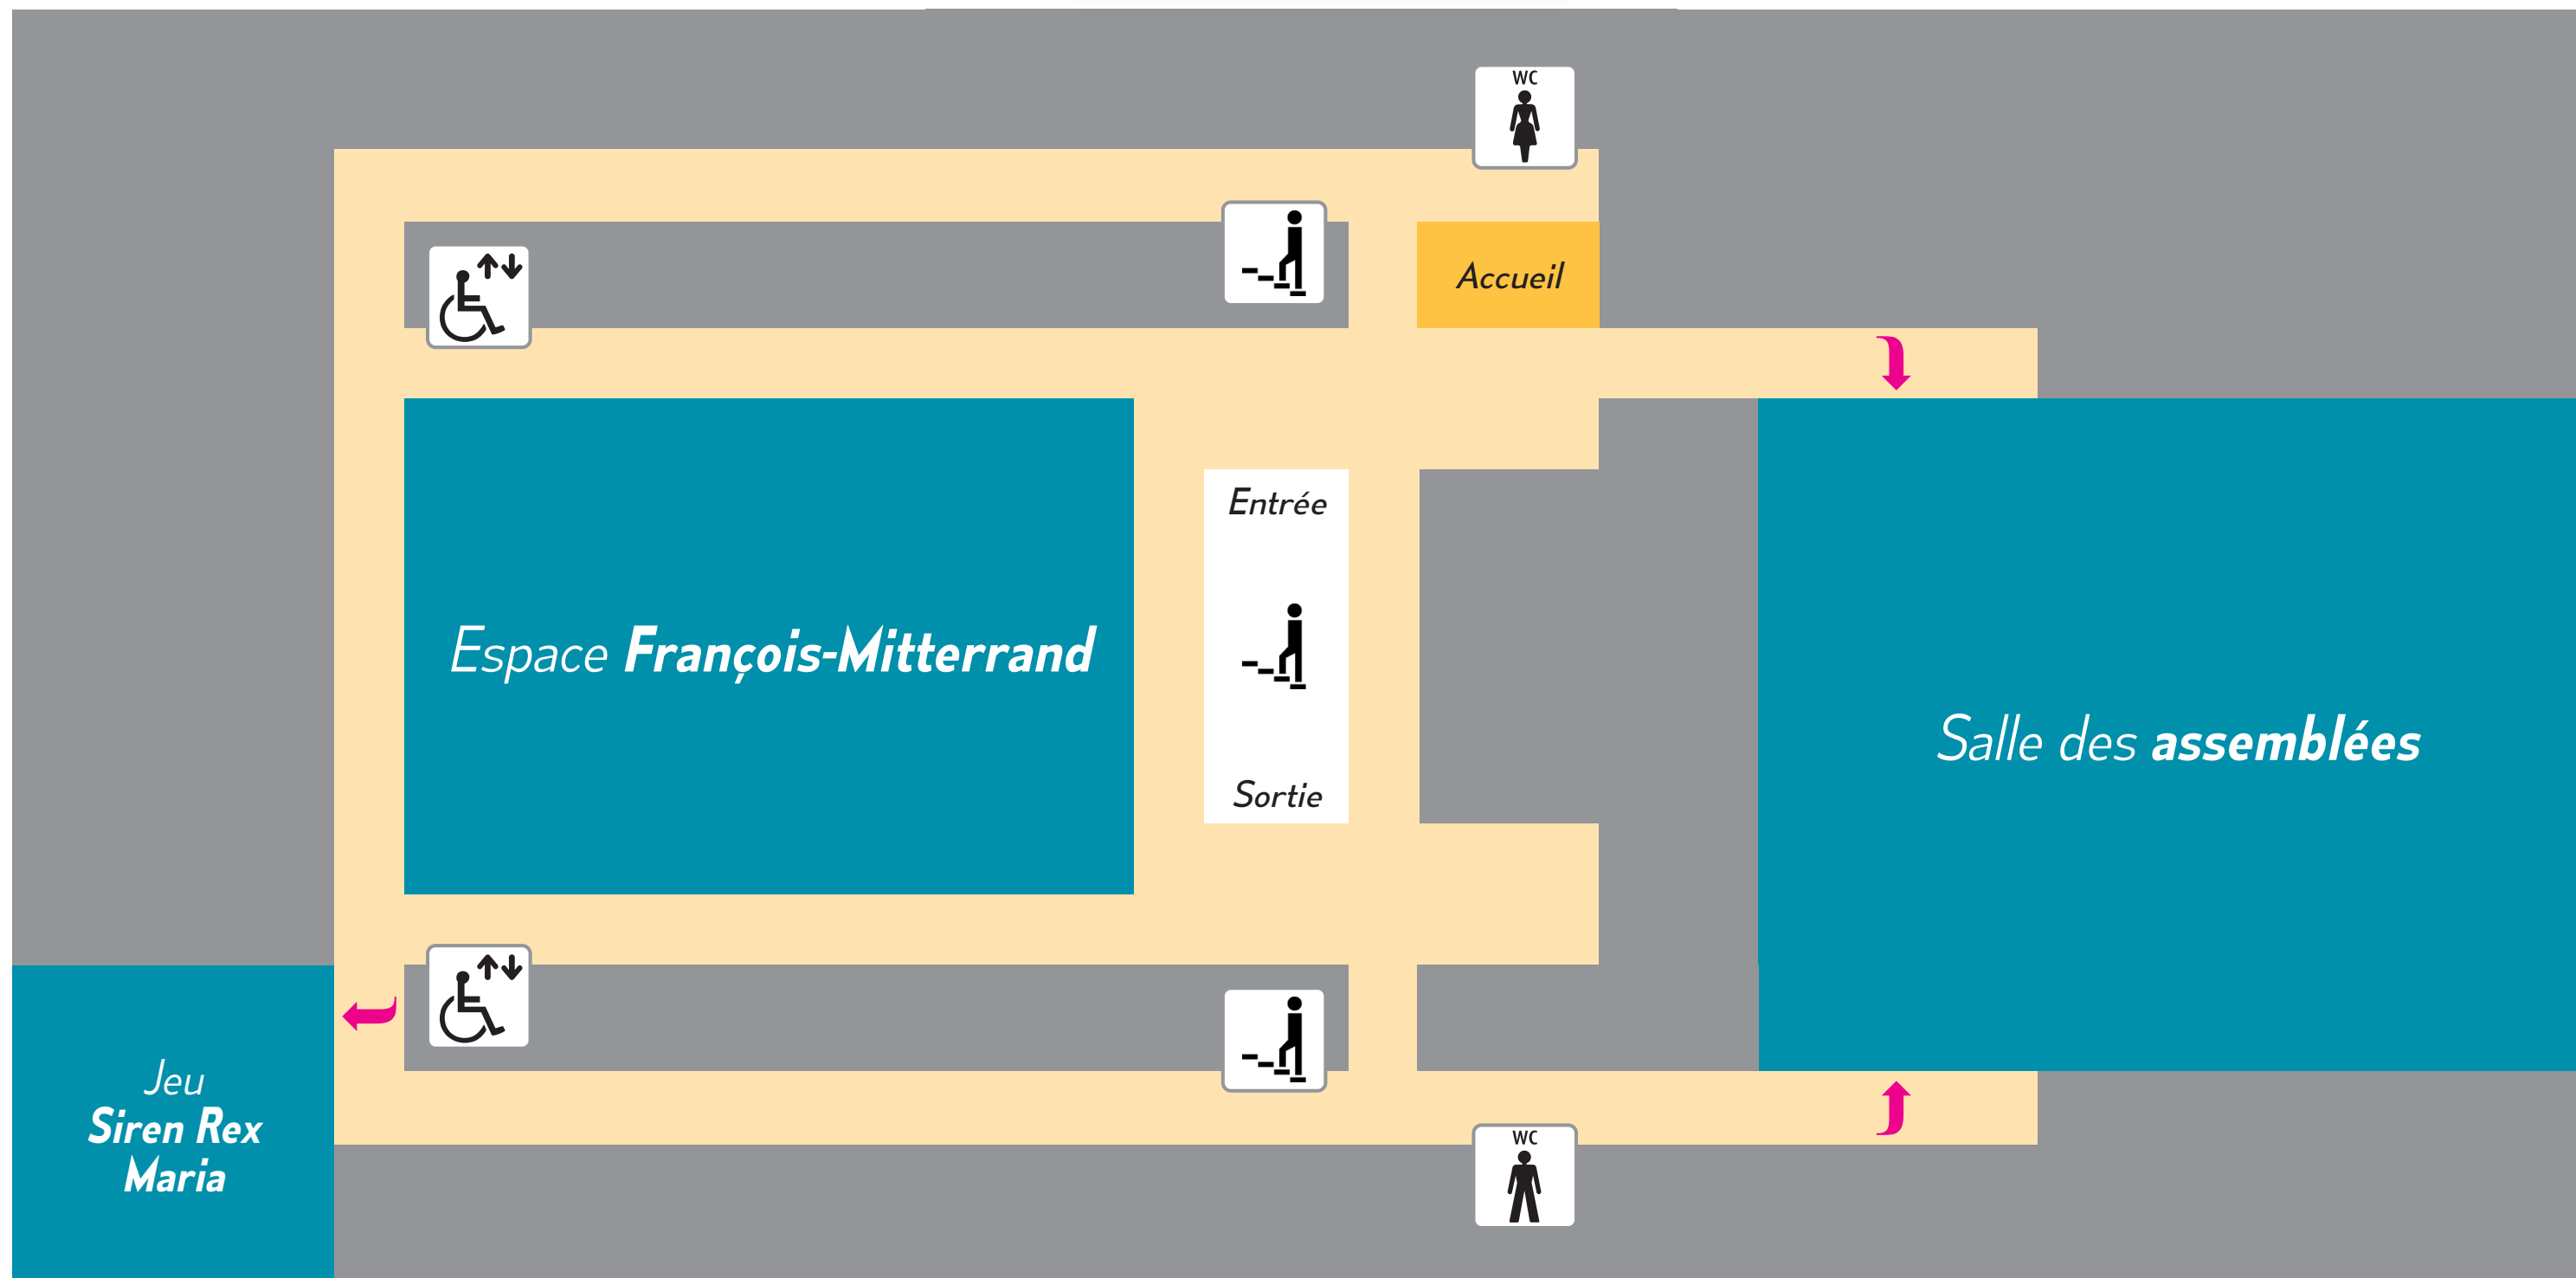 WC
Accueil
Entrée
Espace François-Mitterrand
Salle des assemblées
Sortie
Jeu
Siren Rex
Maria
WC